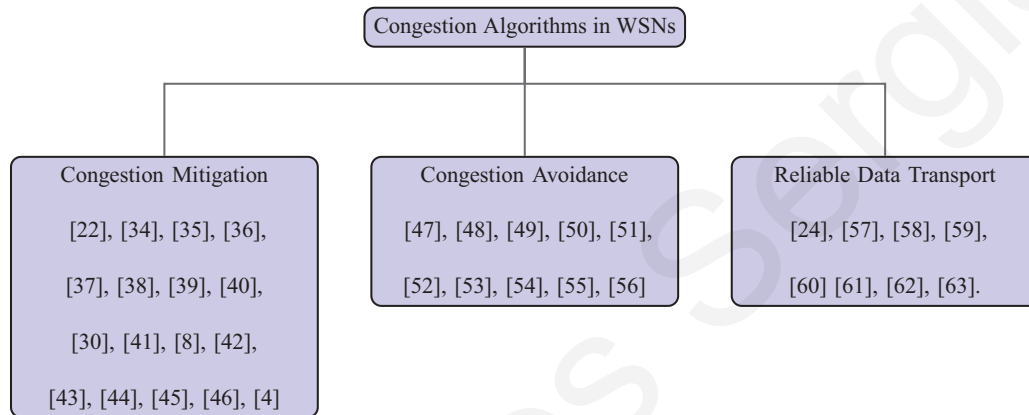 Congestion Algorithms in WSNs
Congestion Mitigation
[22], [34], [35], [36],
[37], [38], [39], [40],
[30], [41], [8], [42],
[43], [44], [45], [46], [4]
Congestion Avoidance
[47], [48], [49], [50], [51],
[52], [53], [54], [55], [56]
Reliable Data Transport
[24], [57], [58], [59],
[60] [61], [62], [63].